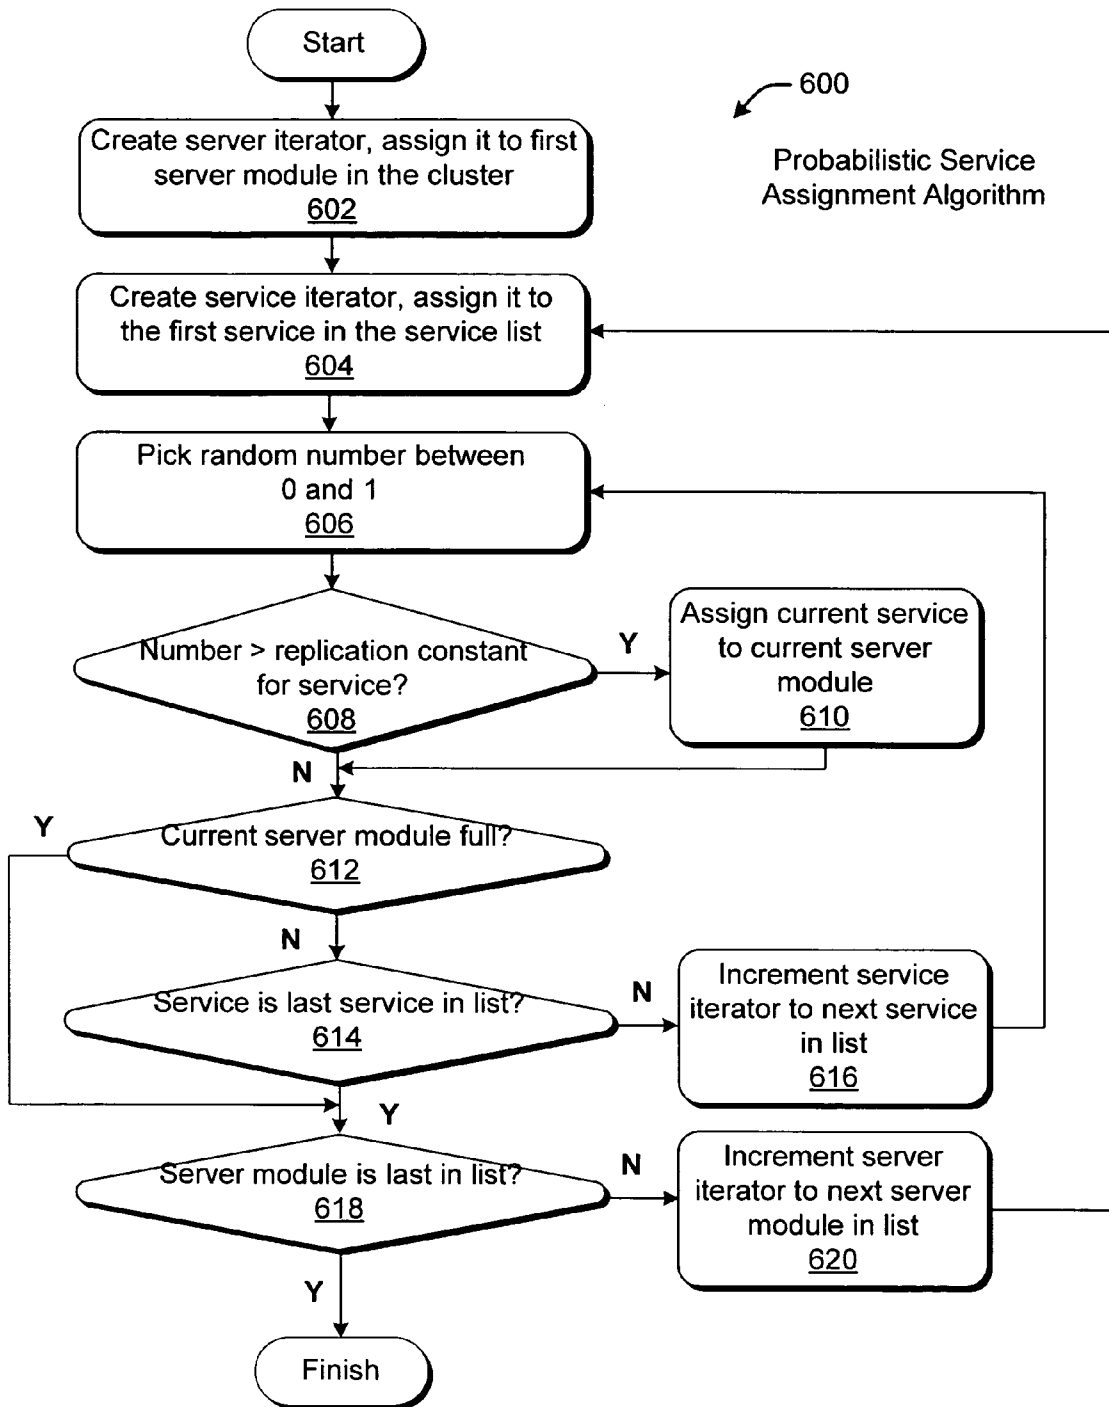 Start
600
Probabilistic Service
Assignment Algorithm
Create server iterator, assign it to first
server module in the cluster
602
Create service iterator, assign it to
the first service in the service list
604
Pick random number between
0 and 1
606
Number > replication constant
for service?
608
Y
Assign current service
to current server
module
610
N
Y
Current server module full?
612
N
Service is last service in list?
614
N
Increment service
iterator to next service
in list
616
Y
Server module is last in list?
618
N
Increment server
iterator to next server
module in list
620
Y
Finish